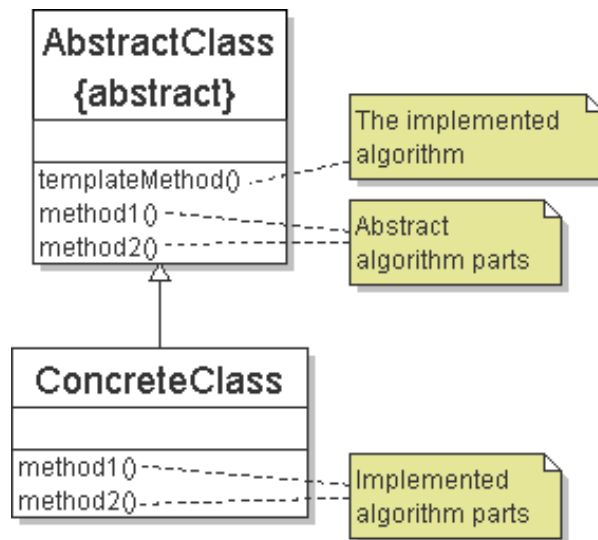 AbstractClass
{abstract}
templateMethod()
method1()
method2()
The implemented
algorithm
Abstract
algorithm parts
ConcreteClass
method1()
method2()
Implemented
algorithm parts